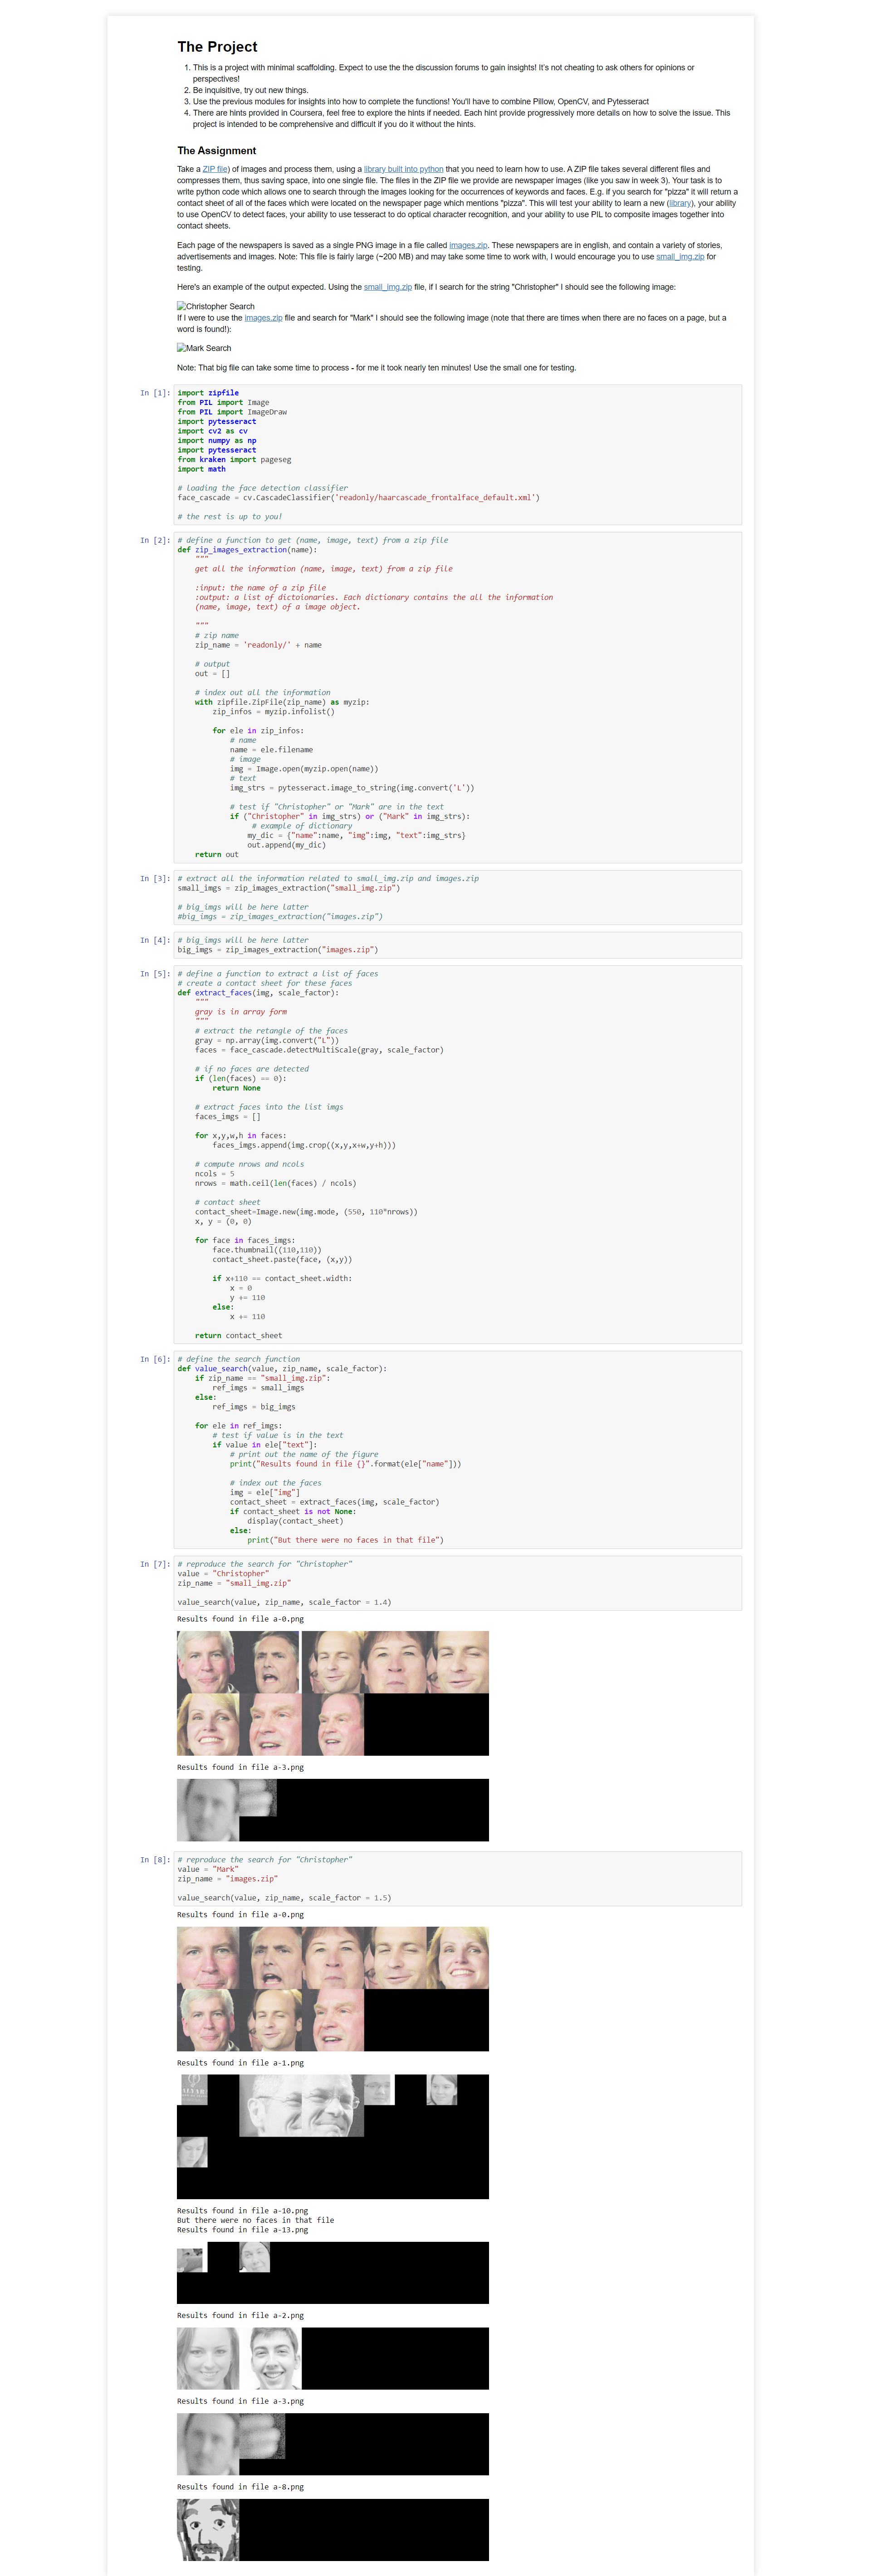 The Project
1. This is a project with minimal scaffolding. Expect to use the the discussion forums to gain insights! It's not cheating to ask others for opinions or
perspectives!
2. Be inquisitive, try out new things.
3. Use the previous modules for insights into how to complete the functions! You'll have to combine Pillow, OpenCV, and Pytesseract
4. There are hints provided in Coursera, feel free to explore the hints if needed. Each hint provide progressively more details on how to solve the issue. This
project is intended to be comprehensive and difficult if you do it without the hints.
The Assignment
Take a ZIP file) of images and process them, using a library built into python that you need to learn how to use. A ZIP file takes several different files and
compresses them, thus saving space, into one single file. The files in the ZIP file we provide are newspaper images (like you saw in week 3). Your task is to
write python code which allows one to search through the images looking for the occurrences of keywords and faces. E.g. if you search for "pizza" it will return a
contact sheet of all of the faces which were located on the newspaper page which mentions "pizza". This will test your ability to learn a new (library), your ability
to use OpenCV to detect faces, your ability to use tesseract to do optical character recognition, and your ability to use PIL to composite images together into
contact sheets.
Each page of the newspapers is saved as a single PNG image in a file called images.zip. These newspapers are in english, and contain a variety of stories,
advertisements and images. Note: This file is fairly large (~200 MB) and may take some time to work with, I would encourage you to use small_img.zip for
testing.
Here's an example of the output expected. Using the small_img.zip file, if I search for the string "Christopher" I should see the following image:
Christopher Search
If I were to use the images.zip file and search for "Mark" I should see the following image (note that there are times when there are no faces on a page, but a
word is found!):
Mark Search
Note: That big file can take some time to process - for me it took nearly ten minutes! Use the small one for testing.
In [1]: import zipfile
from PIL import Image
from PIL import ImageDraw
import pytesseract
import cv2 as cv
import numpy as np
import pytesseract
from kraken import pageseg
import math
# loading the face detection classifier
face_cascade = cv.CascadeClassifier('readonly/haarcascade_frontalface_default.xml')
# the rest is up to you!
In [2]: # define a function to get (name, image, text) from a zip file
def zip_images_extraction(name):
"""
get all the information (name, image, text) from a zip file
:input: the name of a zip file
:output: a list of dictoionaries. Each dictionary contains the all the information
(name, image, text) of a image object.
"""
# zip name
zip_name = 'readonly/' + name
# output
out = []
# index out all the information
with zipfile.ZipFile(zip_name) as myzip:
zip_infos = myzip.infolist()
for ele in zip_infos:
# name
name = ele.filename
# image
img = Image.open(myzip.open(name))
# text
img_strs = pytesseract.image_to_string(img.convert('L'))
# test if "Christopher" or "Mark" are in the text
if ("Christopher" in img_strs) or ("Mark" in img_strs):
# example of dictionary
my_dic = {"name":name, "img":img, "text":img_strs}
out.append(my_dic)
return out
In [3]: # extract all the information related to small_img.zip and images.zip
small_imgs = zip_images_extraction("small_img.zip")
# big_imgs will be here latter
#big_imgs = zip_images_extraction("images.zip")
In [4]: # big_imgs will be here latter
big_imgs = zip_images_extraction("images.zip")
In [5]: # define a function to extract a list of faces
# create a contact sheet for these faces
def extract_faces(img, scale_factor):
"""
gray is in array form
"""
# extract the retangle of the faces
gray = np.array(img.convert("L"))
faces = face_cascade.detectMultiScale(gray, scale_factor)
# if no faces are detected
if (len(faces) == 0):
return None
# extract faces into the list imgs
faces_imgs = []
for x,y,w,h in faces:
faces_imgs.append(img.crop((x,y,x+w,y+h)))
# compute nrows and ncols
ncols = 5
nrows = math.ceil(len(faces) / ncols)
# contact sheet
contact_sheet=Image.new(img.mode, (550, 110*nrows))
x, y = (0, 0)
for face in faces_imgs:
face.thumbnail((110,110))
contact_sheet.paste(face, (x,y))
if x+110 == contact_sheet.width:
x = 0
y += 110
else:
x += 110
return contact_sheet
In [6]: # define the search function
def value_search(value, zip_name, scale_factor):
if zip_name == "small_img.zip":
ref_imgs = small_imgs
else:
ref_imgs = big_imgs
for ele in ref_imgs:
# test if value is in the text
if value in ele["text"]:
# print out the name of the figure
print("Results found in file {}".format(ele["name"]))
# index out the faces
img = ele["img"]
contact_sheet = extract_faces(img, scale_factor)
if contact_sheet is not None:
display(contact_sheet)
else:
print("But there were no faces in that file")
In [7]: # reproduce the search for "Christopher"
value = "Christopher"
zip_name = "small_img.zip"
value_search(value, zip_name, scale_factor = 1.4)
Results found in file a-0.png
Results found in file a-3.png
In [8]: # reproduce the search for "Christopher"
value = "Mark"
zip_name = "images.zip"
value_search(value, zip_name, scale_factor = 1.5)
Results found in file a-0.png
Results found in file a-1.png
Results found in file a-10.png
But there were no faces in that file
Results found in file a-13.png
Results found in file a-2.png
Results found in file a-3.png
Results found in file a-8.png